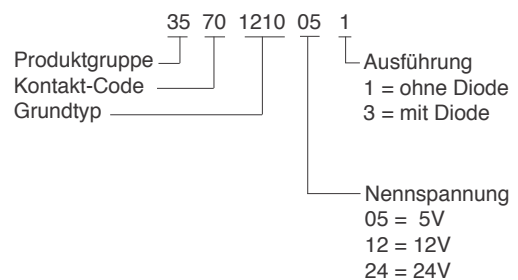 35 70 1210 05 1
Produktgruppe
Kontakt-Code
Grundtyp
Ausführung
1 = ohne Diode
3 = mit Diode
Nennspannung
05 = 5V
12 = 12V
24 = 24V